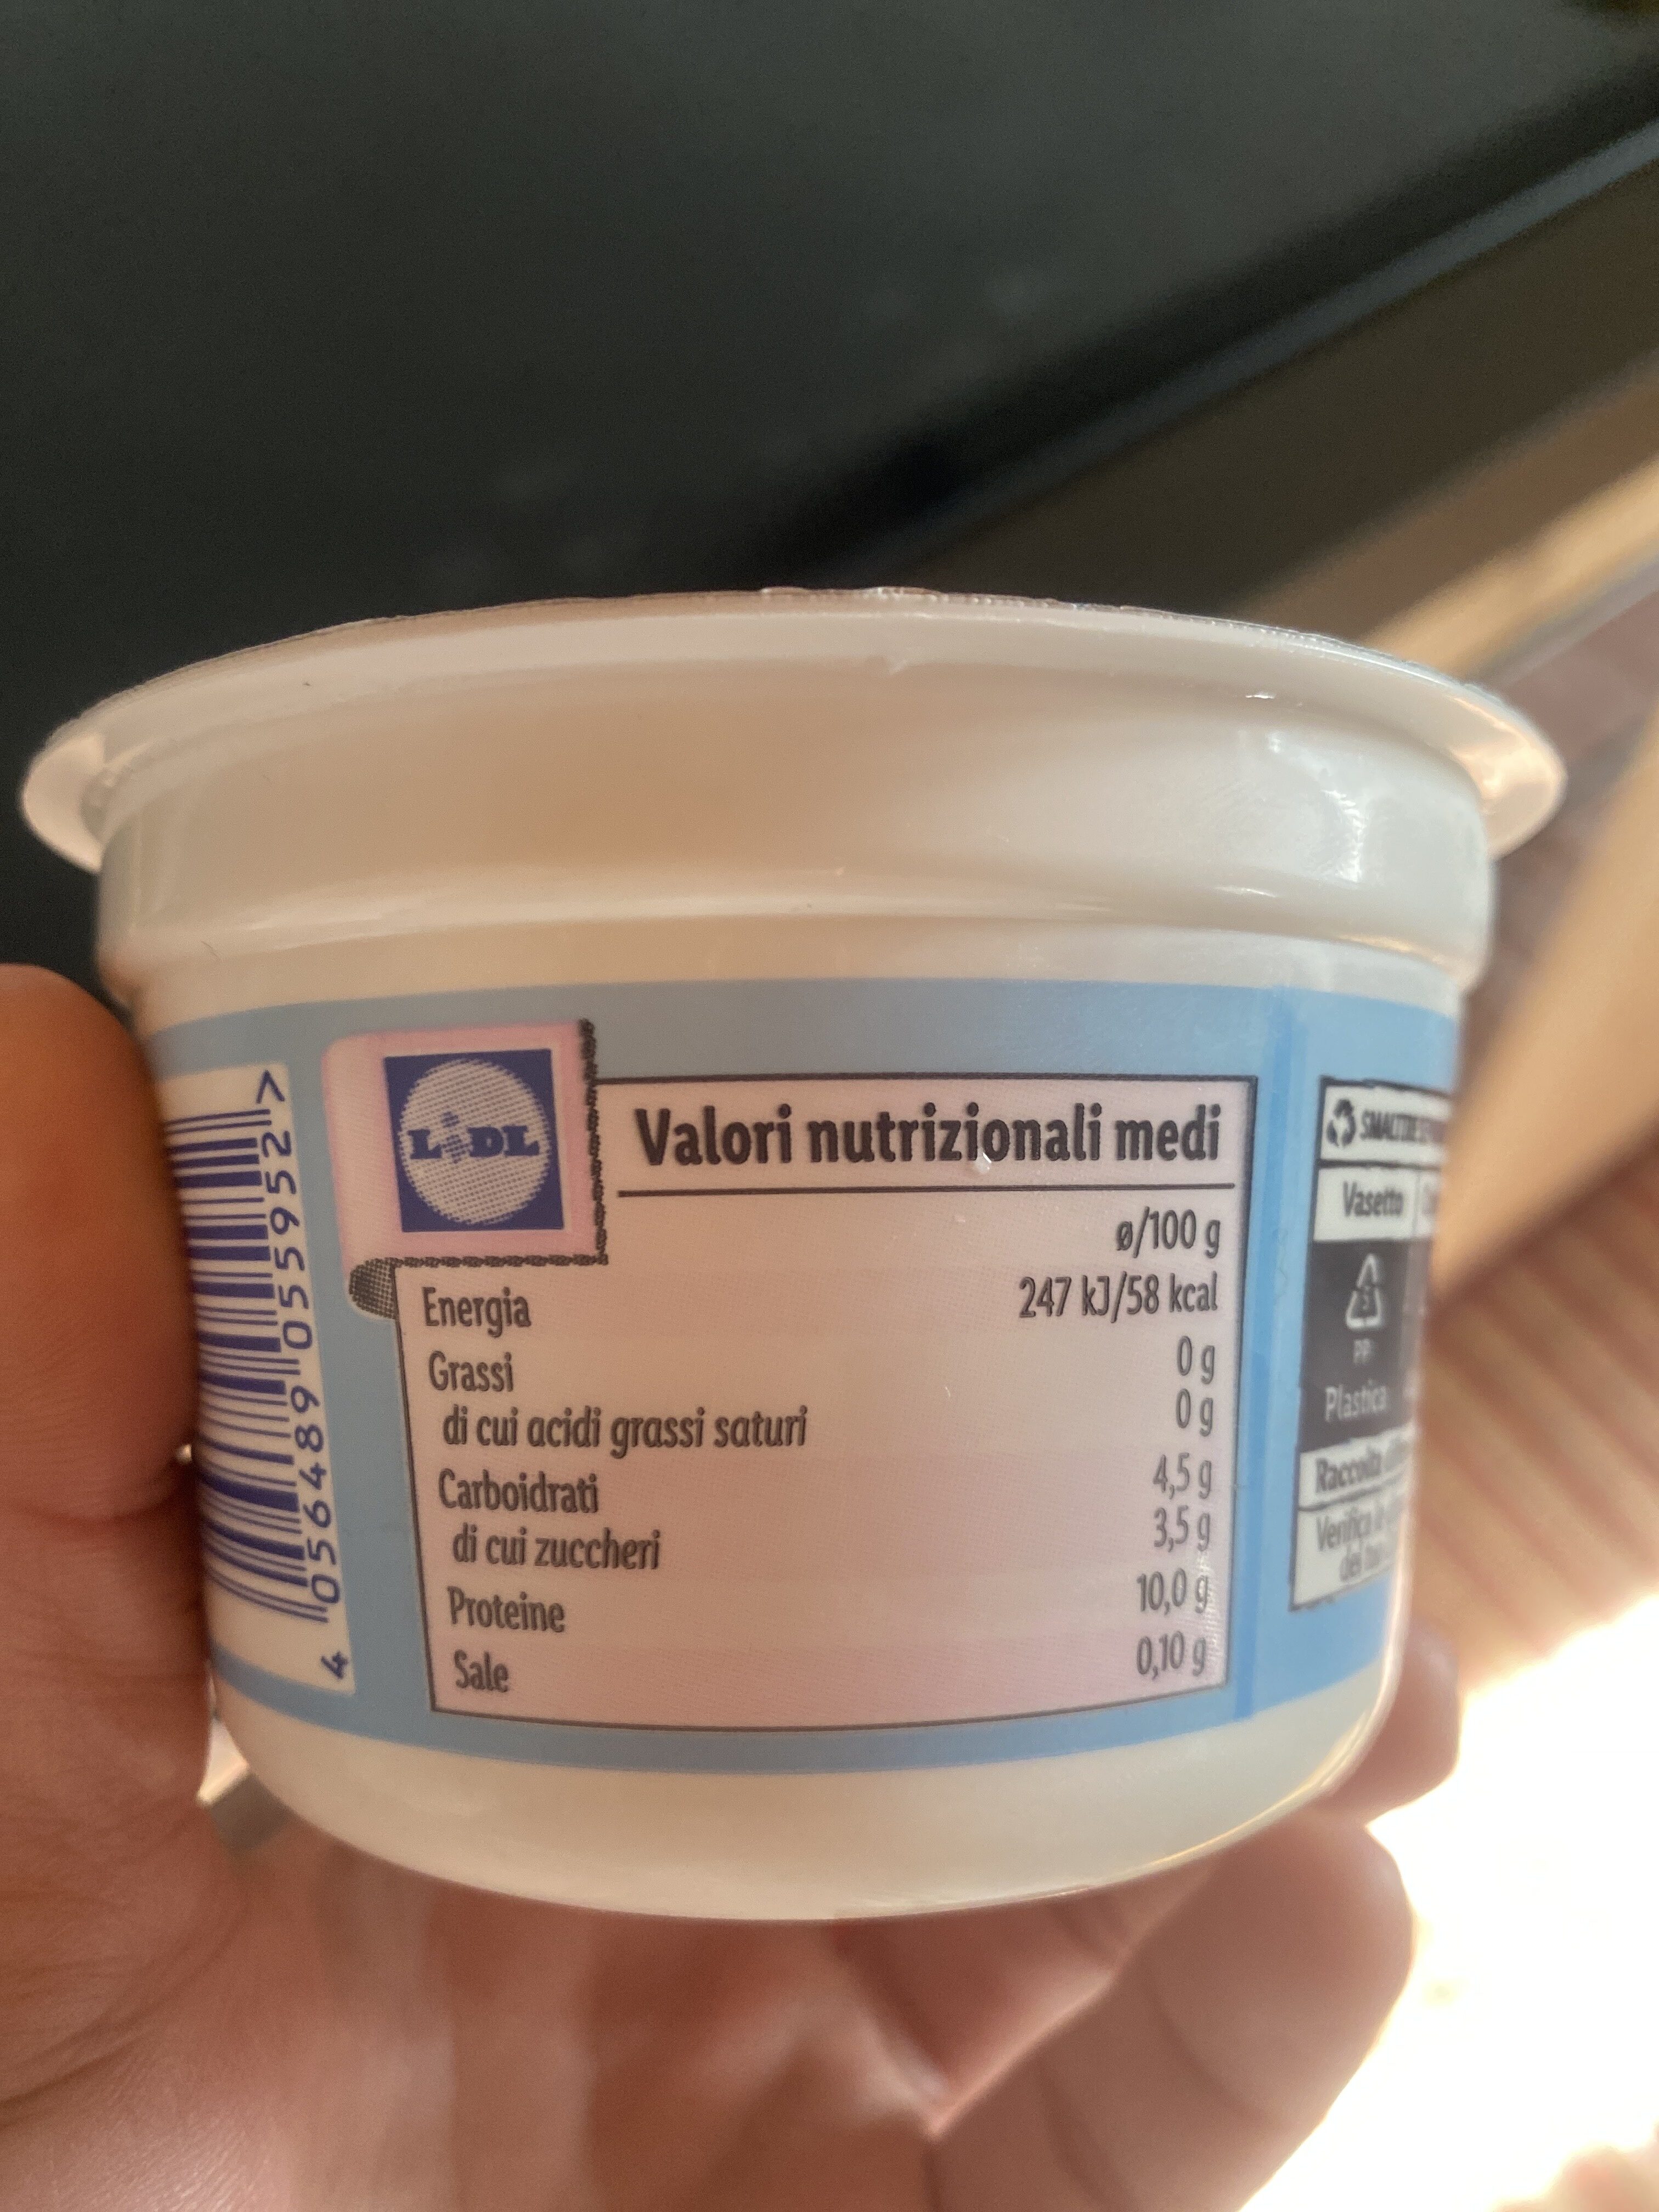 4 056489 055952 >
LiDL
Valori nutrizionali medi
ø/100 g
Energia 247 kJ/58 kcal
Grassi 0 g
di cui acidi grassi saturi 0 g
Carboidrati 4,5 g
di cui zuccheri 3,5 g
Proteine 10,0 g
Sale 0,10 g
Vasetto
PP
Plastica
Raccolta
Verifica